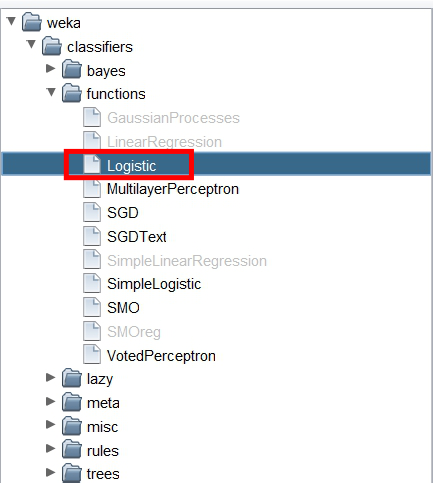 weka
classifiers
bayes
functions
GaussianProcesses
LinearRegression
Logistic
MultilayerPerceptron
SGD
SGDText
SimpleLinearRegression
SimpleLogistic
SMO
SMOreg
VotedPerceptron
lazy
meta
misc
rules
trees